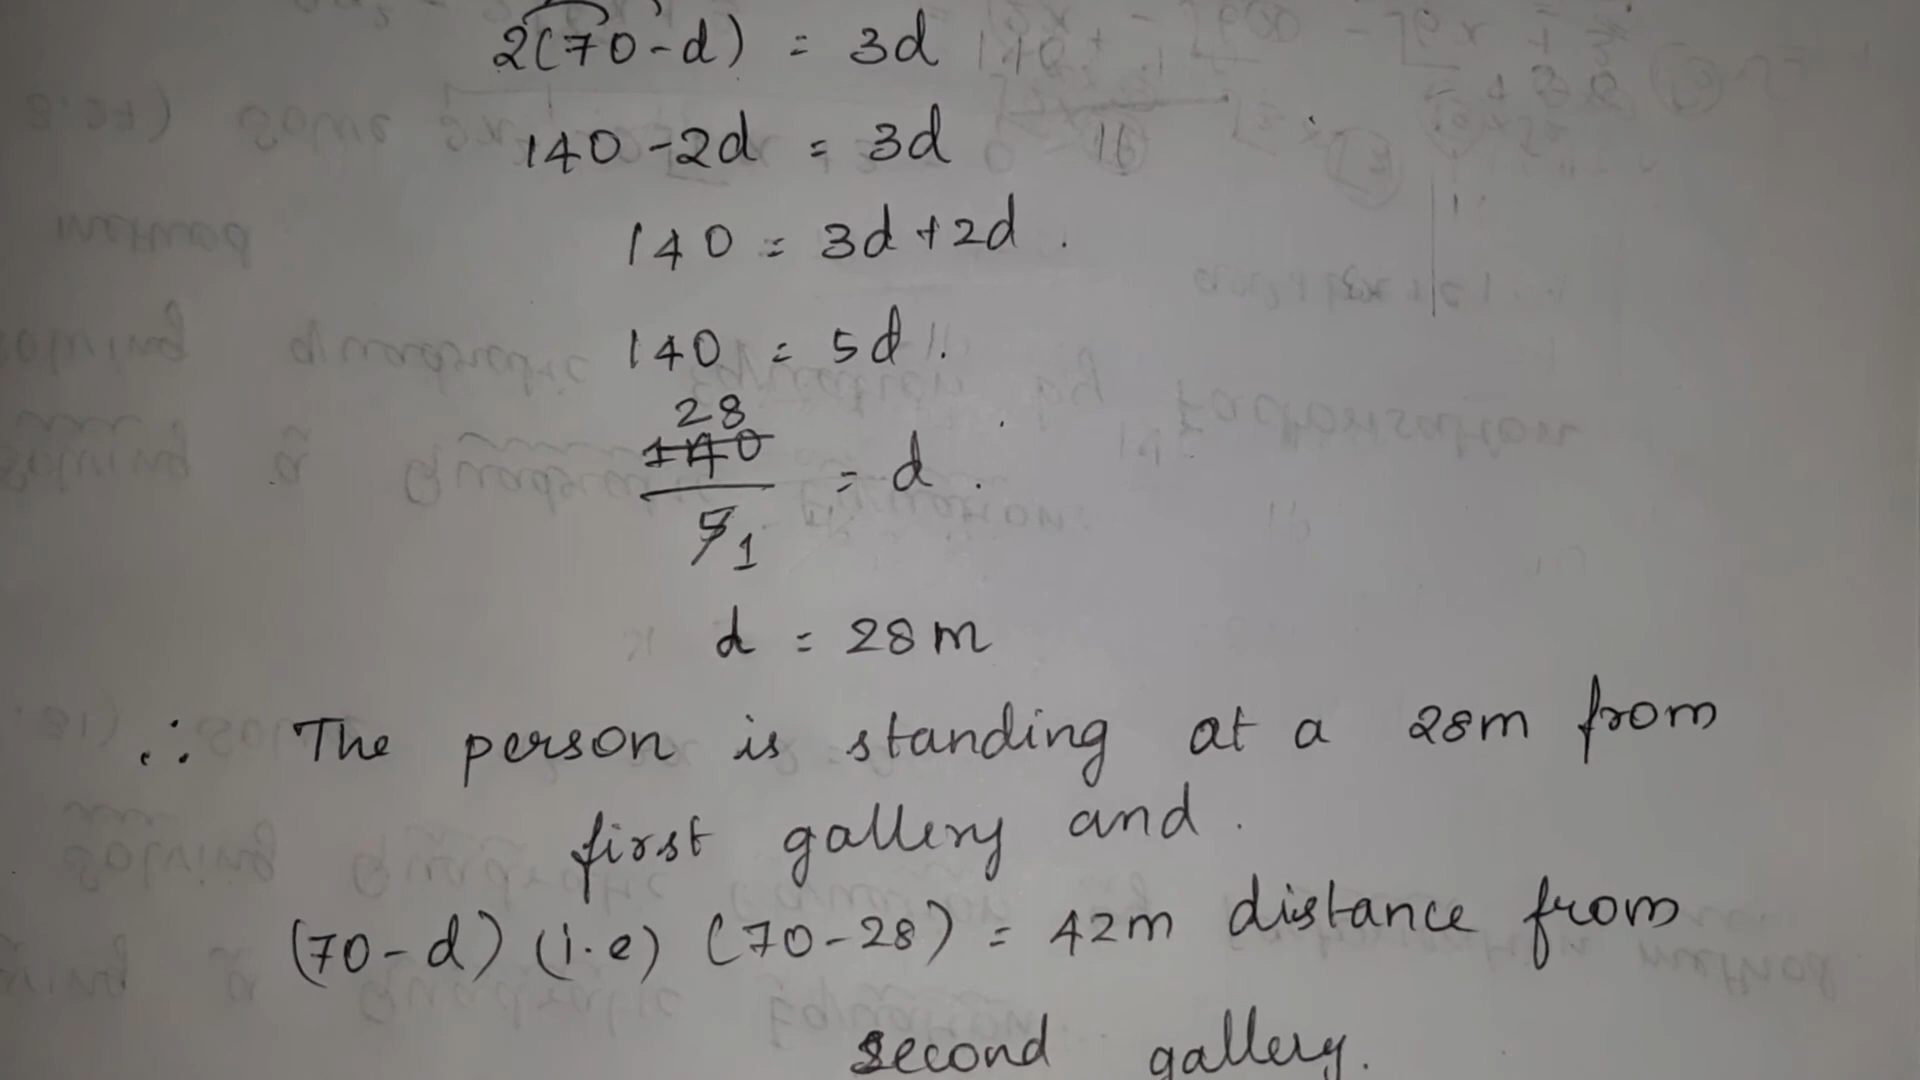 2(70-d) = 3d
140 -2d = 3d
140 = 3d +2d.
140 = 5d.
28
140
5 1
= d.
d = 28 m
∴ The person is standing at a 28m from
first gallery and.
(70-d) (i.e) (70-28) = 42m distance from
second gallery.